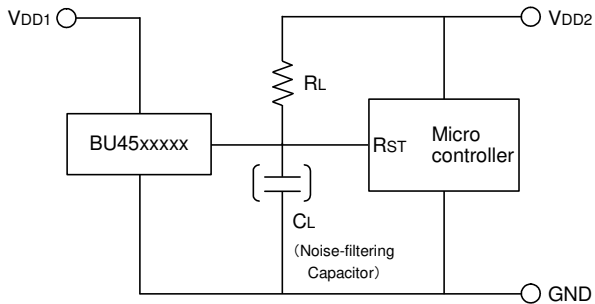 VDD1
VDD2
RL
BU45xxxxx
RST
Micro
controller
CL
（Noise-filtering
Capacitor）
GND